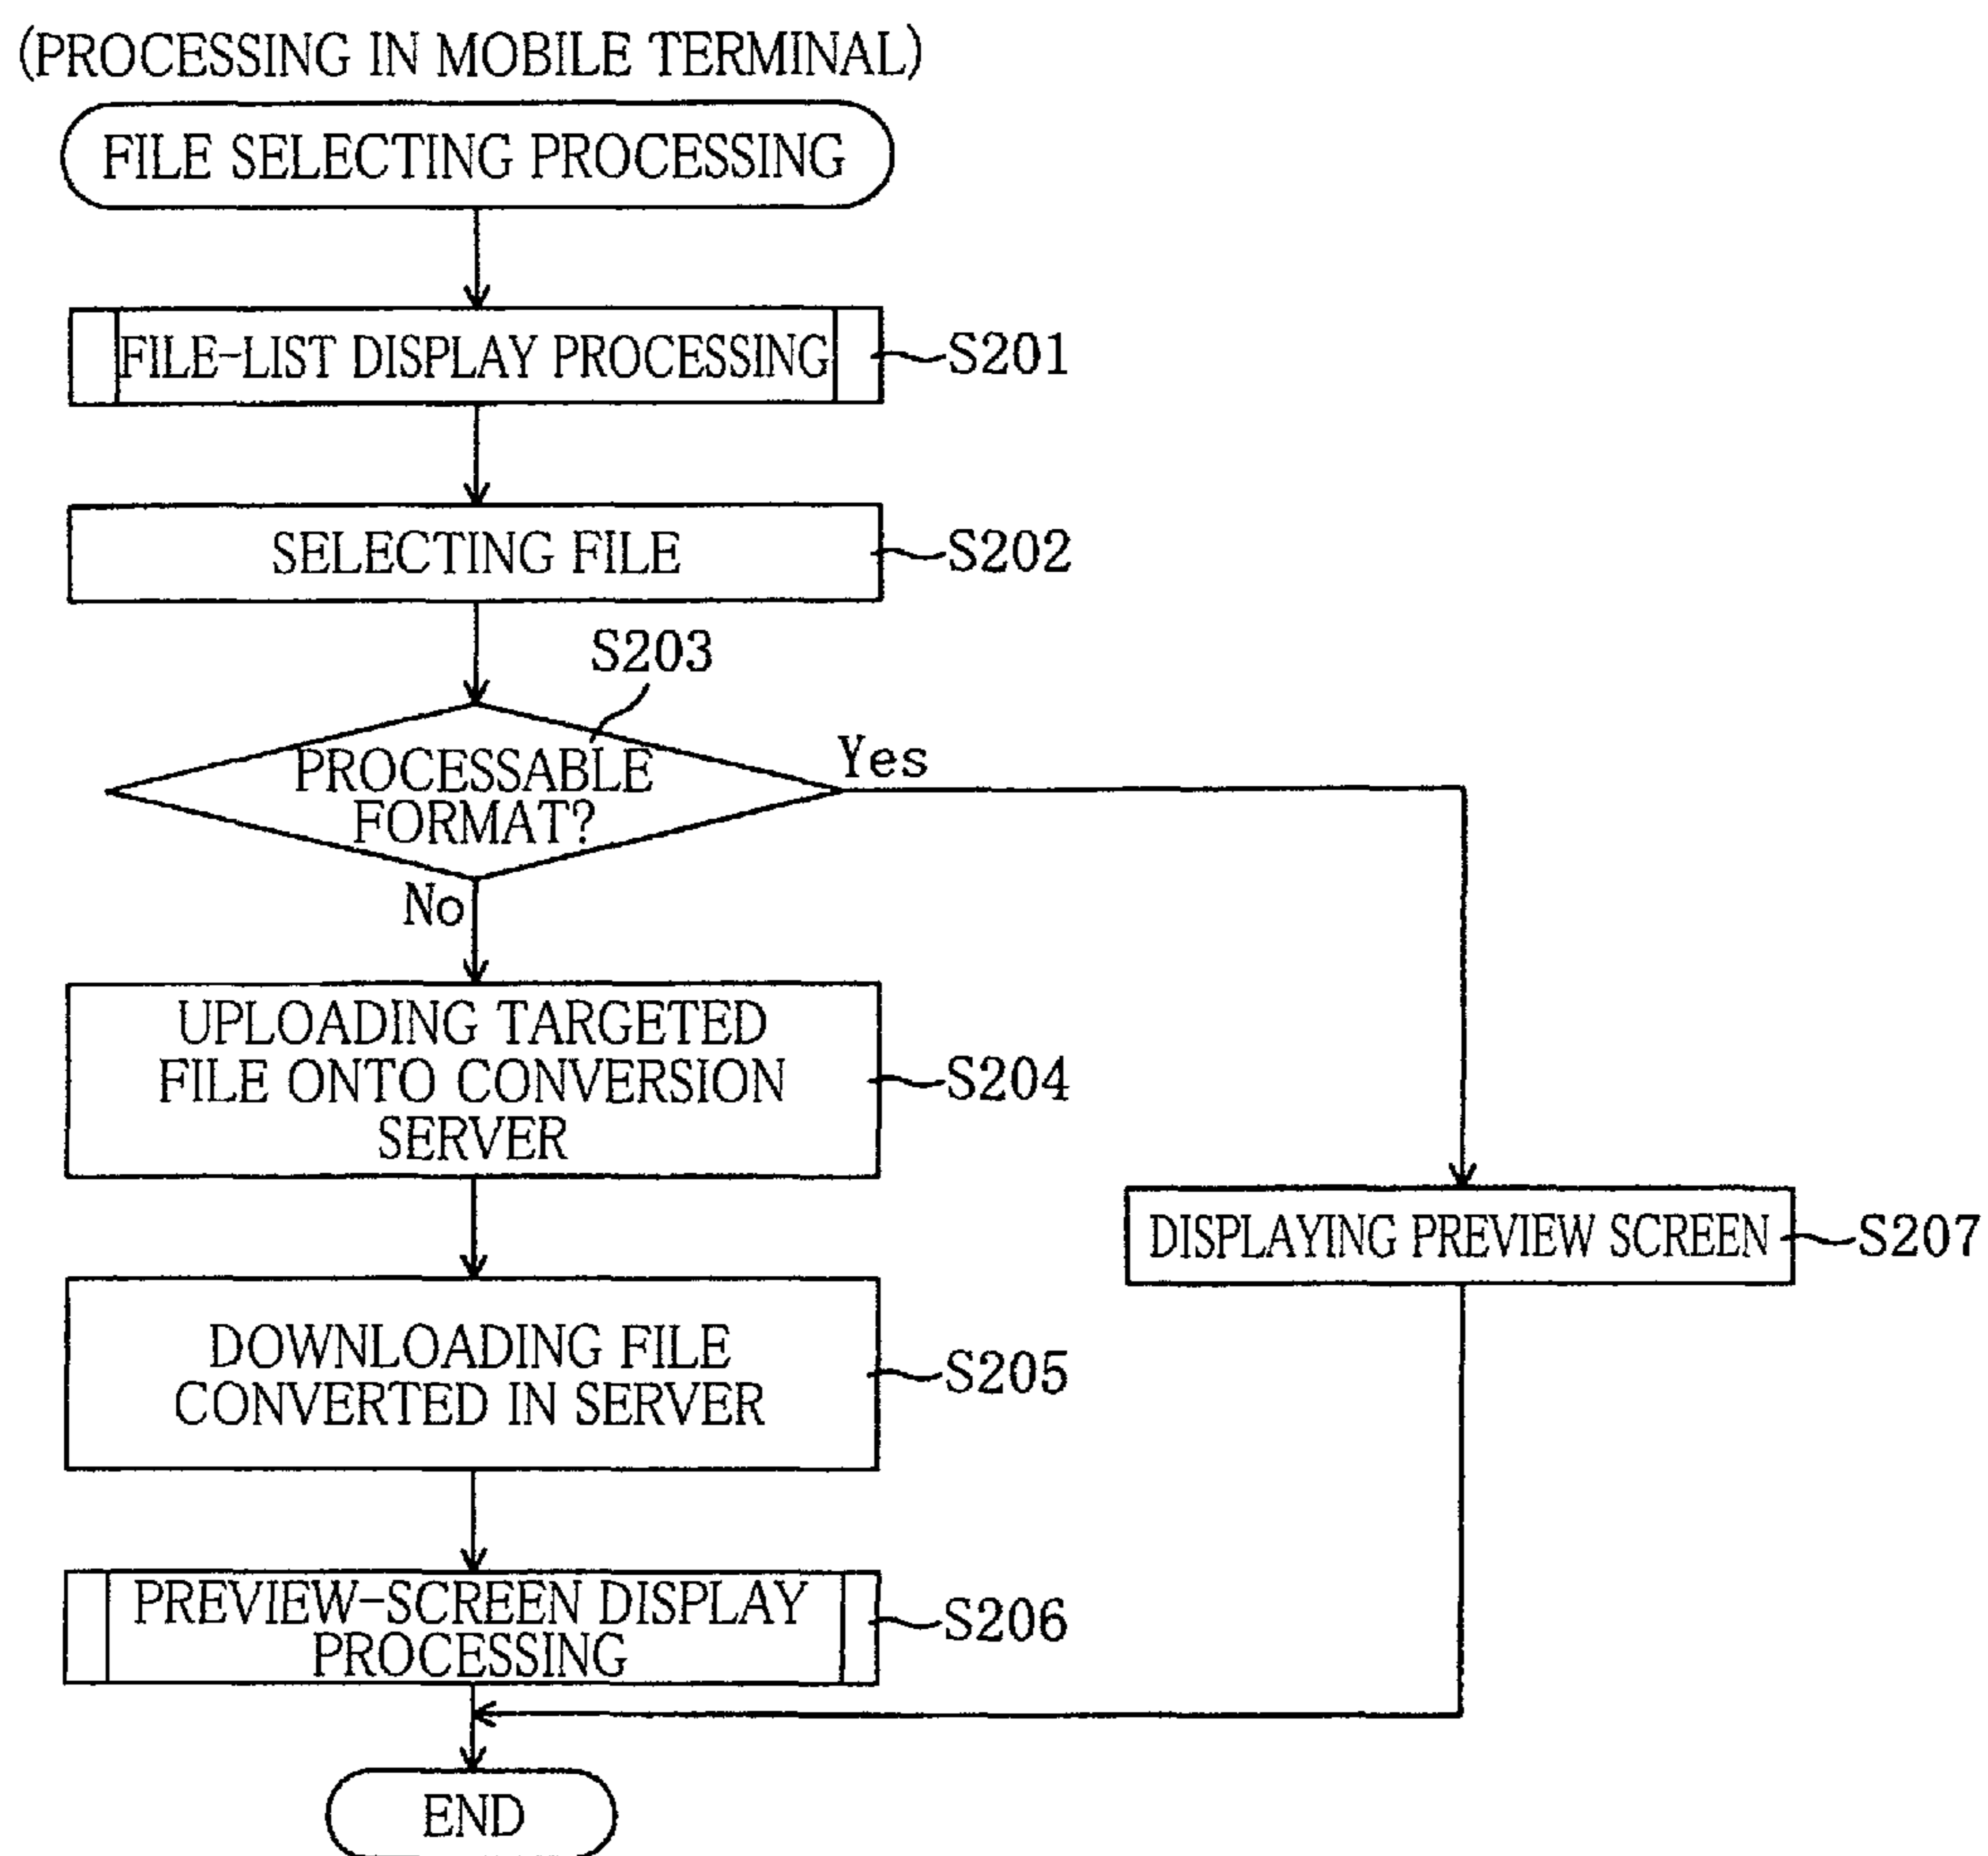 (PROCESSING IN MOBILE TERMINAL)
FILE SELECTING PROCESSING
FILE-LIST DISPLAY PROCESSING
S201
SELECTING FILE
S202
S203
PROCESSABLE
FORMAT?
Yes
No
UPLOADING TARGETED
FILE ONTO CONVERSION
SERVER
S204
DISPLAYING PREVIEW SCREEN
S207
DOWNLOADING FILE
CONVERTED IN SERVER
S205
PREVIEW-SCREEN DISPLAY
PROCESSING
S206
END